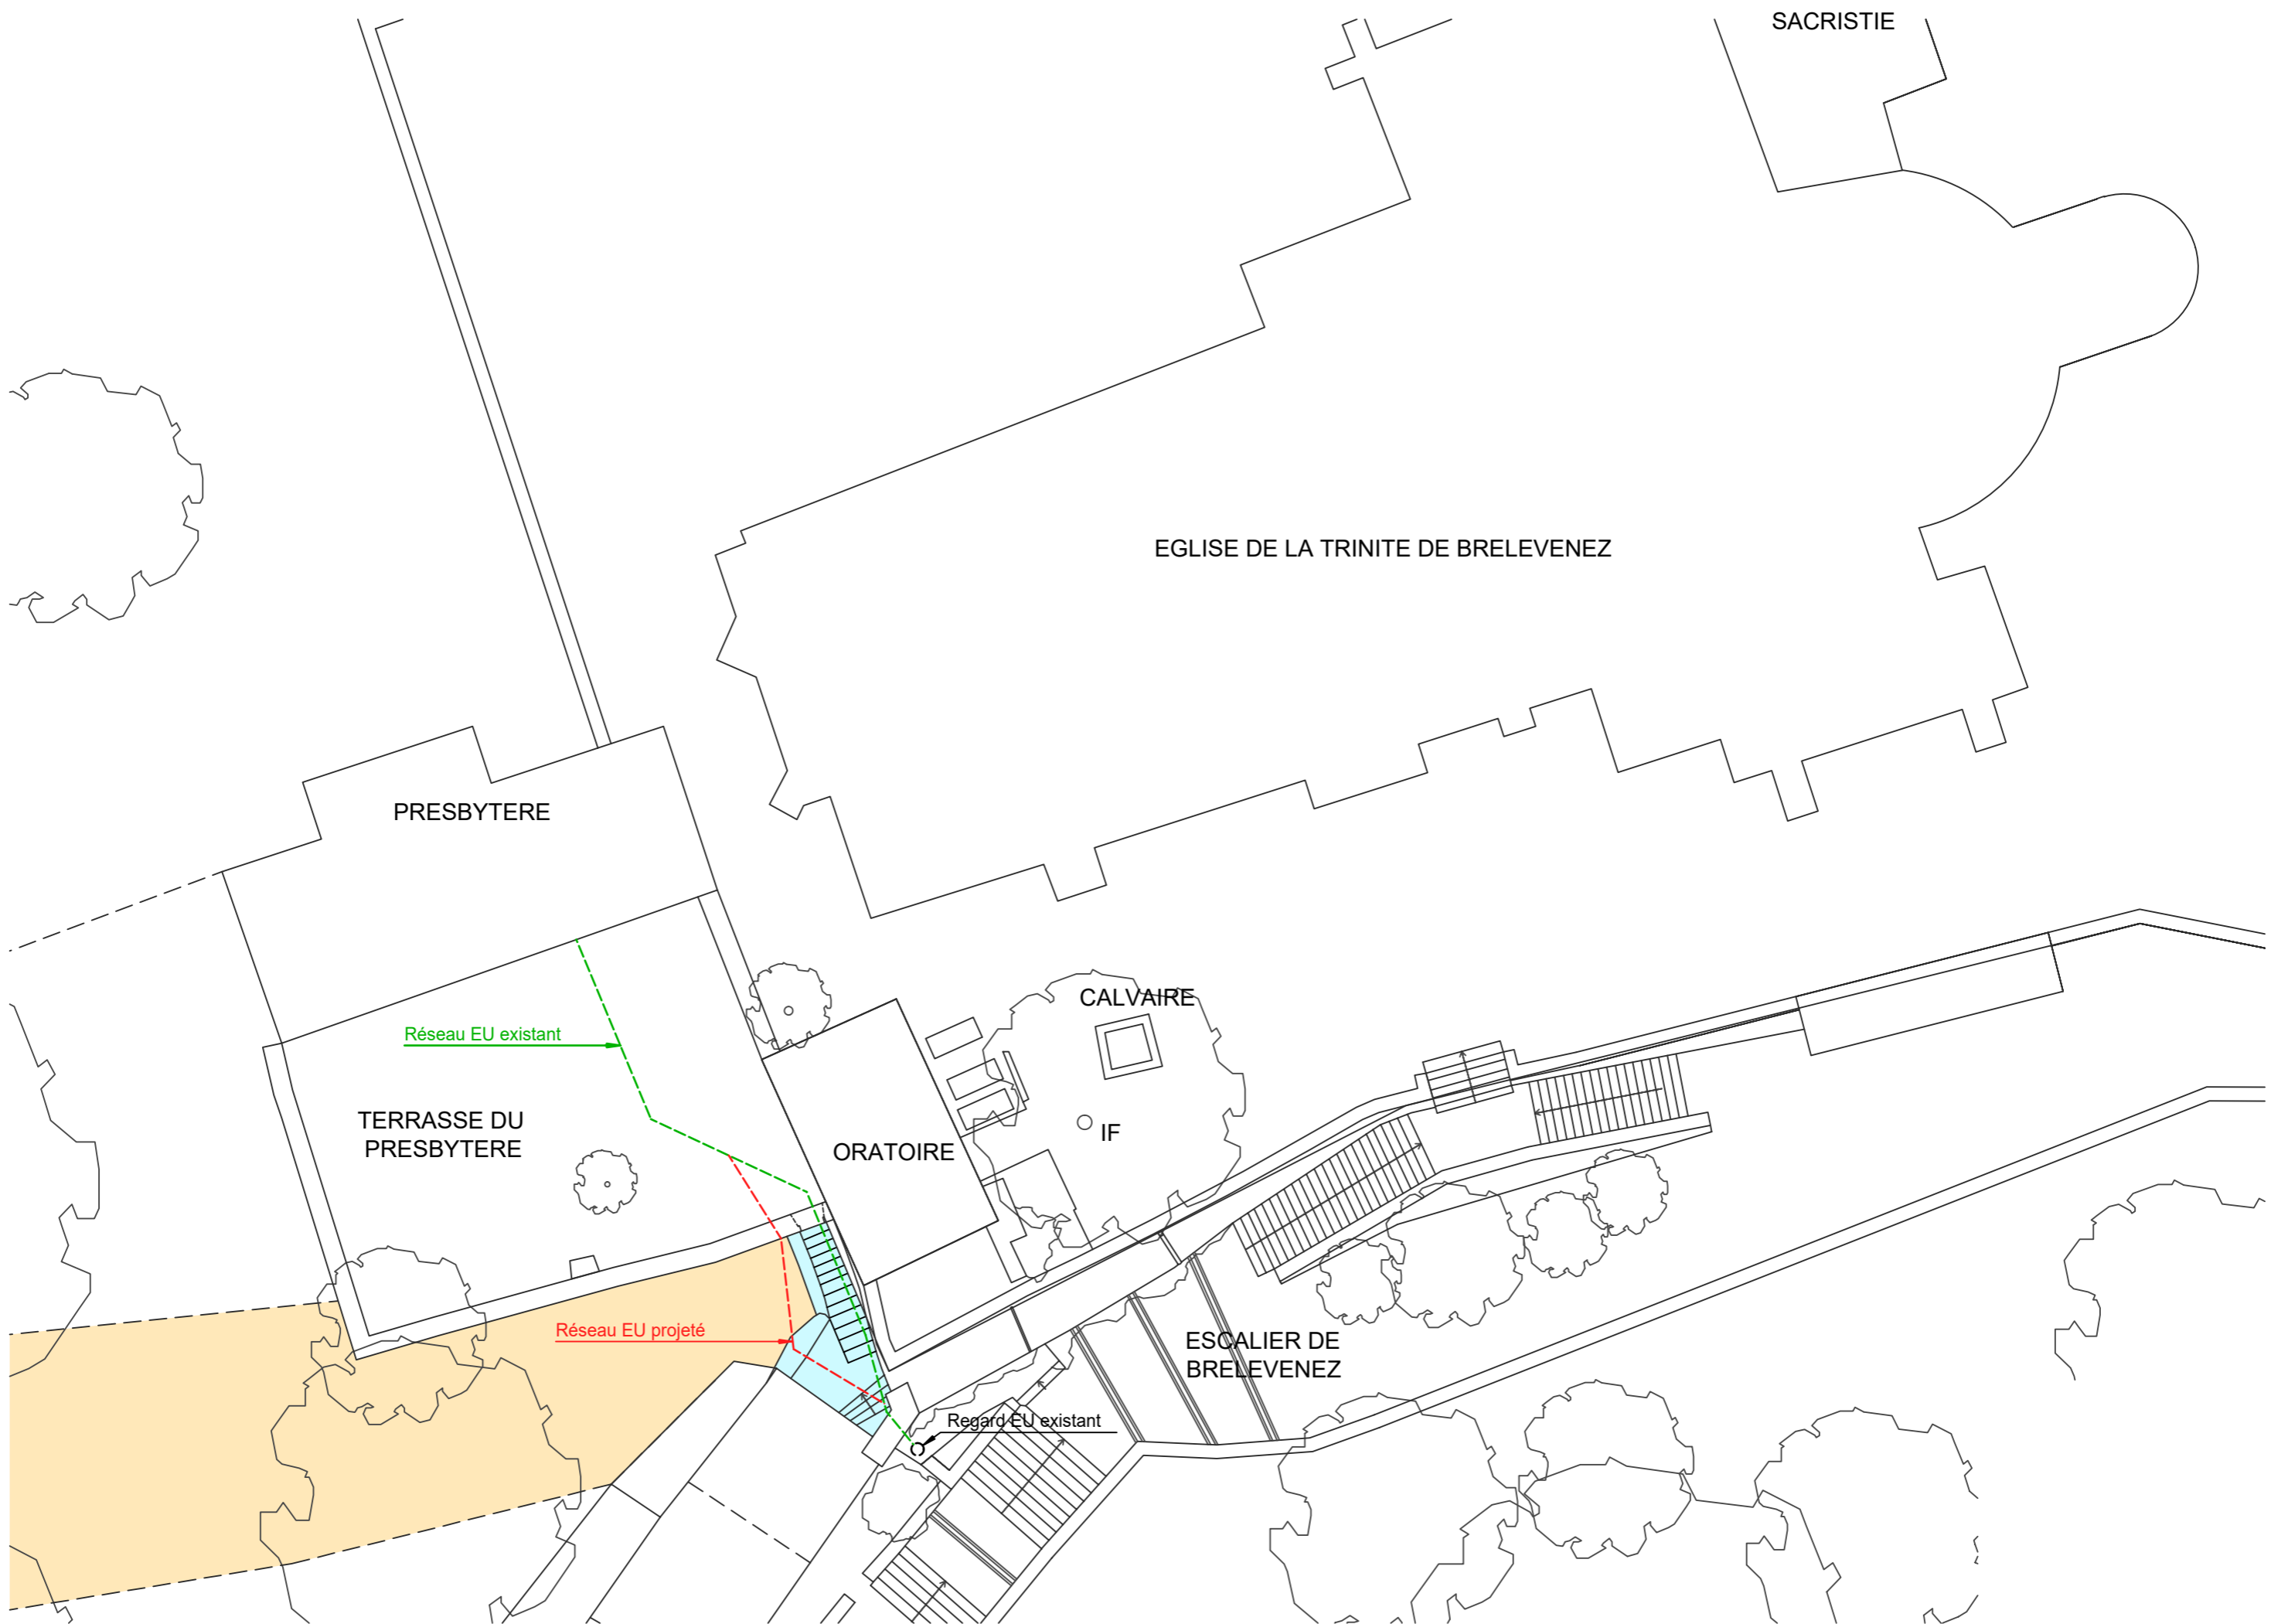 SACRISTIE
EGLISE DE LA TRINITE DE BRELEVENEZ
PRESBYTERE
CALVAIRE
Réseau EU existant
TERRASSE DU
PRESBYTERE
IF
ORATOIRE
Réseau EU projeté
ESCALIER DE
BRELEVENEZ
Regard EU existant